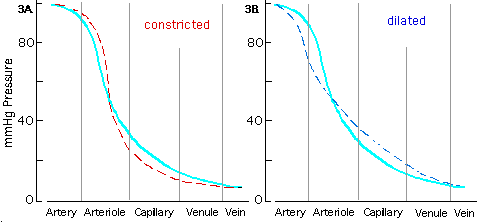 3A
constricted
80
40
0
mmHg Pressure
Artery Arteriole Capillary Venule Vein
3B
dilated
80
40
0
Artery Arteriole Capillary Venule Vein